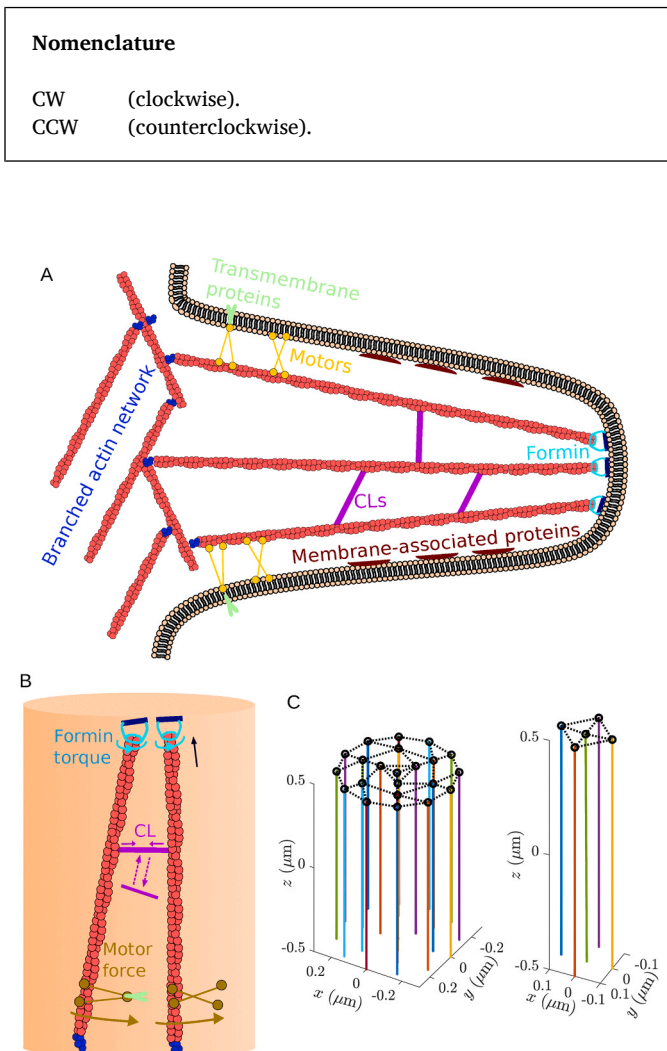 Nomenclature
CW (clockwise).
CCW (counterclockwise).
A
Transmembrane
proteins
Motors
Branched actin network
Formin
CLs
Membrane-associated proteins
B
Formin
torque
CL
Motor
force
C
0.5
0
-0.5
z (μm)
0.2
0
-0.2
x (μm)
-0.2
0
0.2
y (μm)
0.5
0
-0.5
z (μm)
0.1
0
-0.1
x (μm)
-0.1
0
0.1
y (μm)